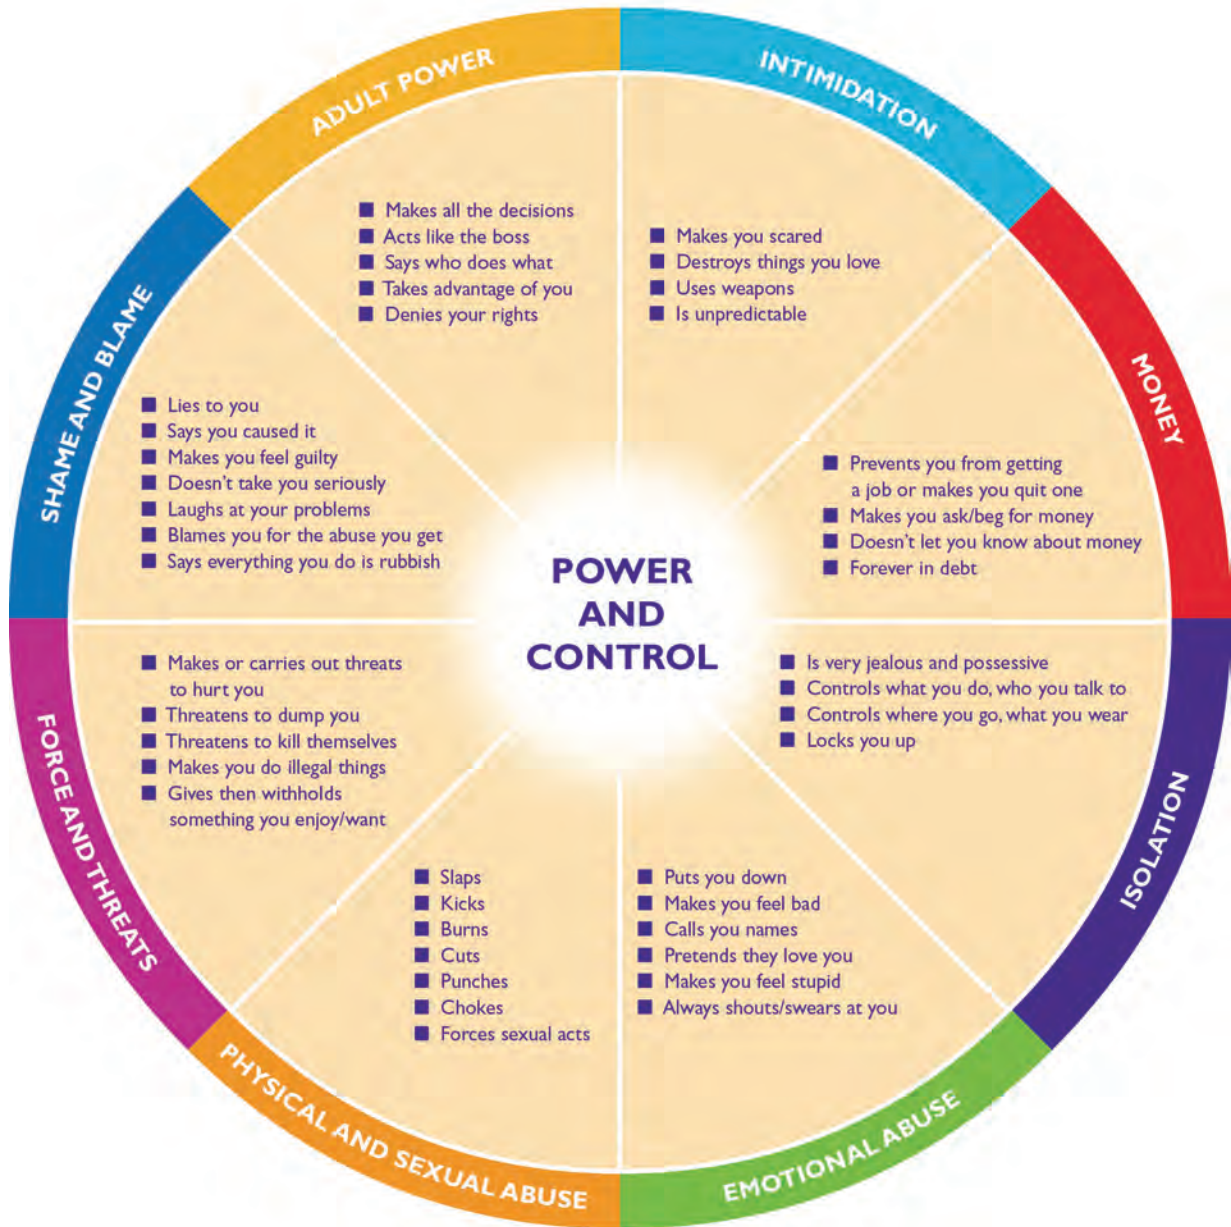 ADULT POWER
Makes all the decisions
Acts like the boss
Says who does what
Takes advantage of you
Denies your rights
INTIMIDATION
Makes you scared
Destroys things you love
Uses weapons
Is unpredictable
MONEY
Prevents you from getting
a job or makes you quit one
Makes you ask/beg for money
Doesn't let you know about money
Forever in debt
ISOLATION
Is very jealous and possessive
Controls what you do, who you talk to
Controls where you go, what you wear
Locks you up
EMOTIONAL ABUSE
Puts you down
Makes you feel bad
Calls you names
Pretends they love you
Makes you feel stupid
Always shouts/swears at you
PHYSICAL AND SEXUAL ABUSE
Slaps
Kicks
Burns
Cuts
Punches
Chokes
Forces sexual acts
FORCE AND THREATS
Makes or carries out threats
to hurt you
Threatens to dump you
Threatens to kill themselves
Makes you do illegal things
Gives then withholds
something you enjoy/want
SHAME AND BLAME
Lies to you
Says you caused it
Makes you feel guilty
Doesn't take you seriously
Laughs at your problems
Blames you for the abuse you get
Says everything you do is rubbish
POWER
AND
CONTROL